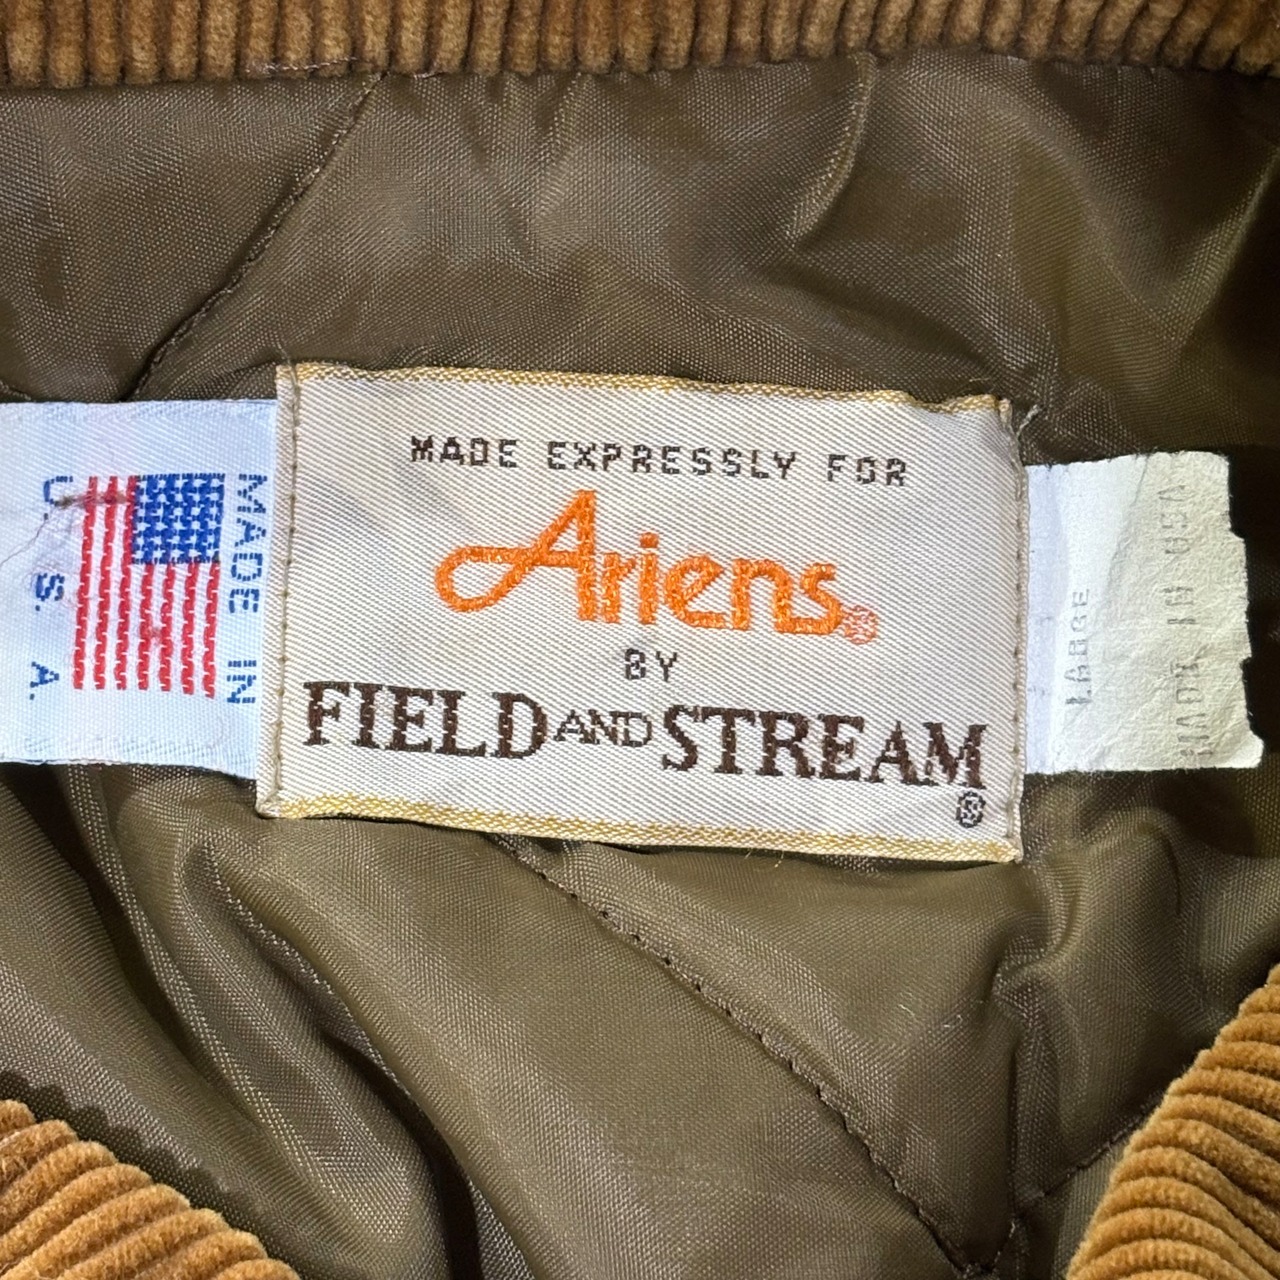 MADE EXPRESSLY FOR
Ariens®
BY
FIELD AND STREAM
®
MADE IN
U. S. A.
LARGE
MADE IN USA